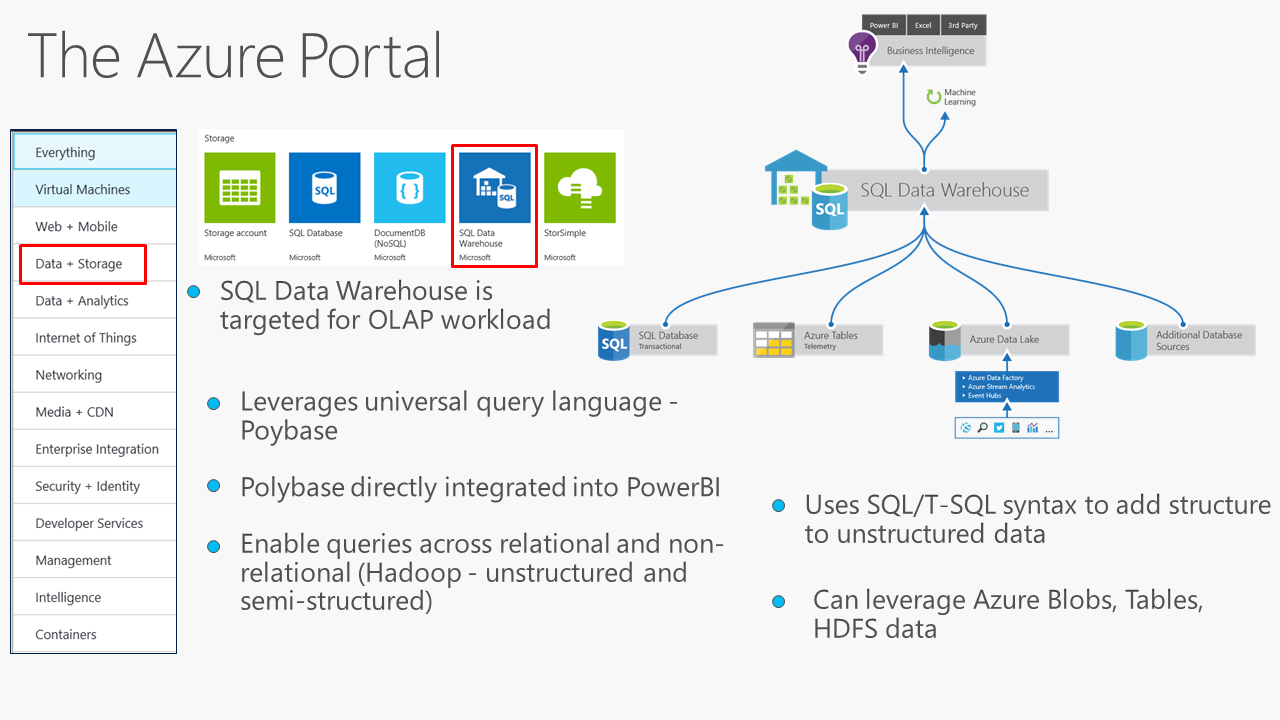 The Azure Portal
Everything
Virtual Machines
Web + Mobile
Data + Storage
Data + Analytics
Internet of Things
Networking
Media + CDN
Enterprise Integration
Security + Identity
Developer Services
Management
Intelligence
Containers
Storage
SQL
{ }
SQL
Storage account
SQL Database
DocumentDB
(NoSQL)
SQL Data
Warehouse
StorSimple
Microsoft
Microsoft
Microsoft
Microsoft
Microsoft
SQL Data Warehouse is
targeted for OLAP workload
Leverages universal query language -
Poybase
Polybase directly integrated into PowerBI
Enable queries across relational and non-
relational (Hadoop - unstructured and
semi-structured)
Power BI
Excel
3rd Party
Business Intelligence
Machine
Learning
SQL
SQL Data Warehouse
SQL
SQL Database
Transactional
Azure Tables
Telemetry
Azure Data Lake
Additional Database
Sources
Azure Data Factory
Azure Stream Analytics
Event Hubs
...
Uses SQL/T-SQL syntax to add structure
to unstructured data
Can leverage Azure Blobs, Tables,
HDFS data